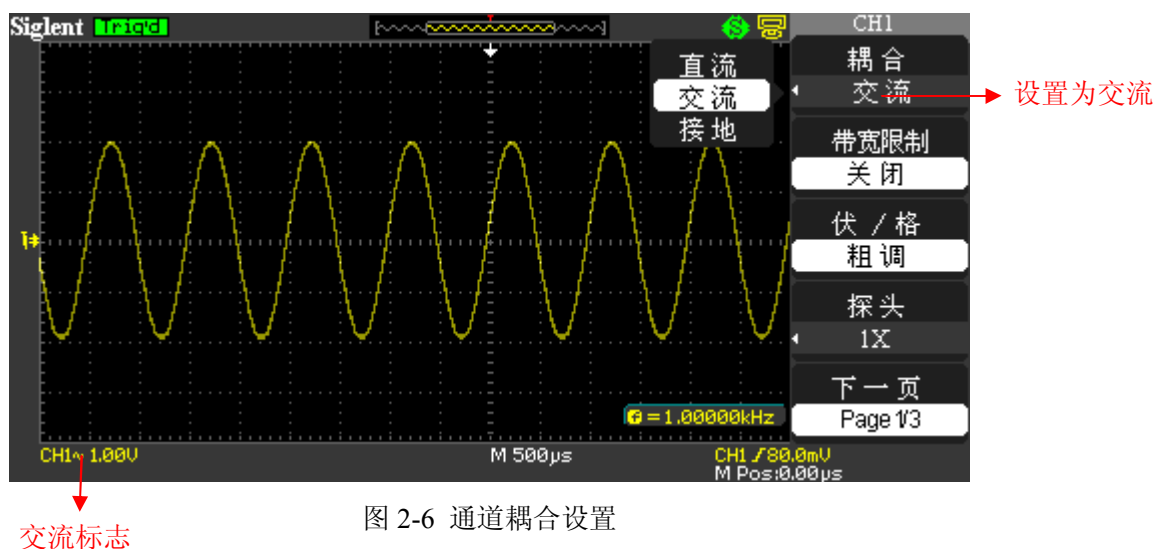 Siglent Trig'd CH1
直流
交流
接地
耦合
交流
设置为交流
带宽限制
关闭
伏 / 格
粗调
探头
1X
下一页
Page 1/3
f = 1.00000kHz
CH1~ 1.00V M 500μs CH1 / 80.0mV
M Pos:0.00μs
交流标志
图 2-6 通道耦合设置